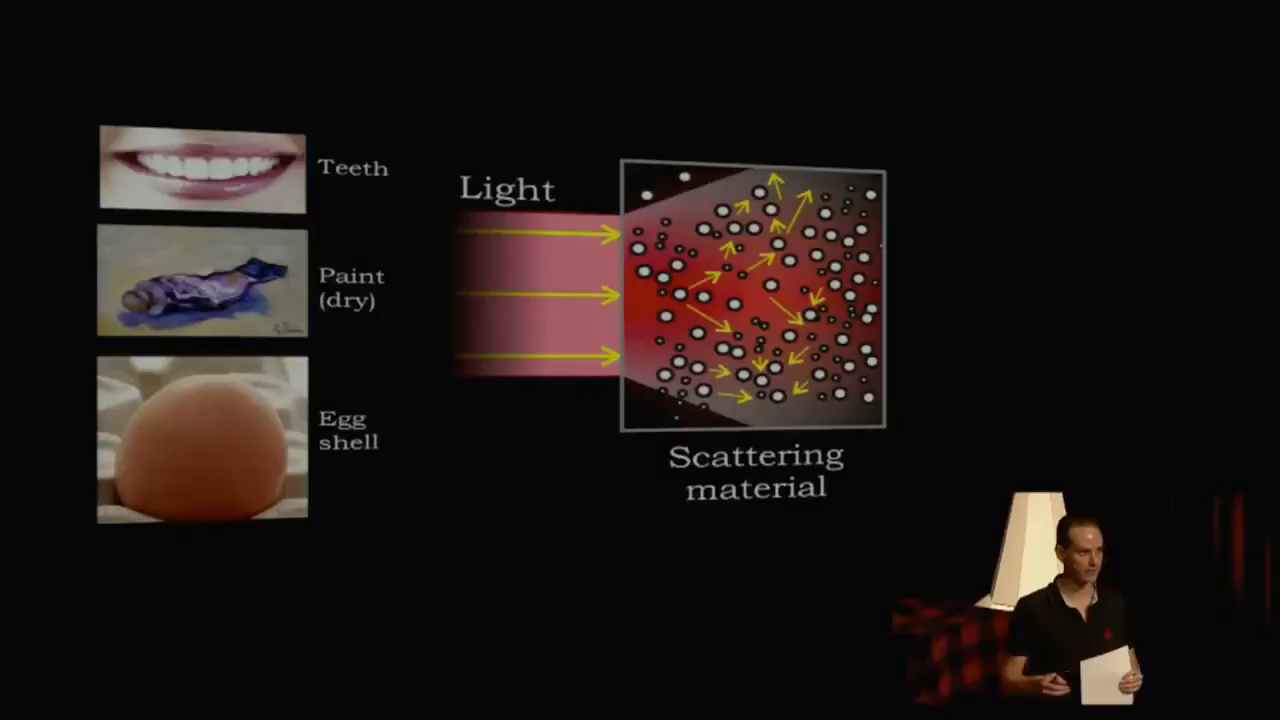 Teeth
Paint
(dry)
Egg
shell
Light
Scattering
material